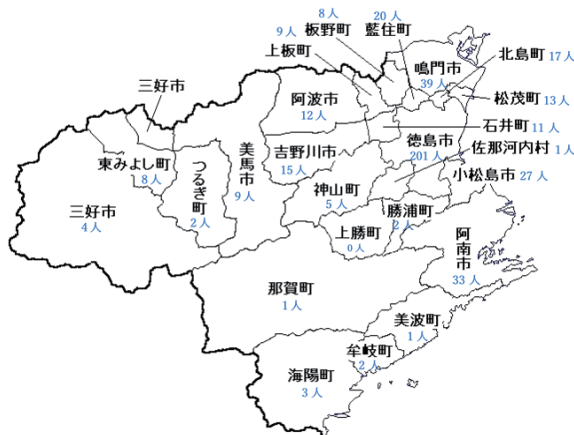 8人
20人
9人
板野町
藍住町
上板町
鳴門市
39人
北島町 17人
三好市
阿波市
12人
松茂町 13人
石井町 11人
徳島市
201人
佐那河内村 1人
美馬市
9人
吉野川市
15人
東みよし町
8人
つるぎ町
2人
小松島市 27人
神山町
5人
三好市
4人
勝浦町
2人
上勝町
0人
阿南市
33人
那賀町
1人
美波町
1人
牟岐町
2人
海陽町
3人